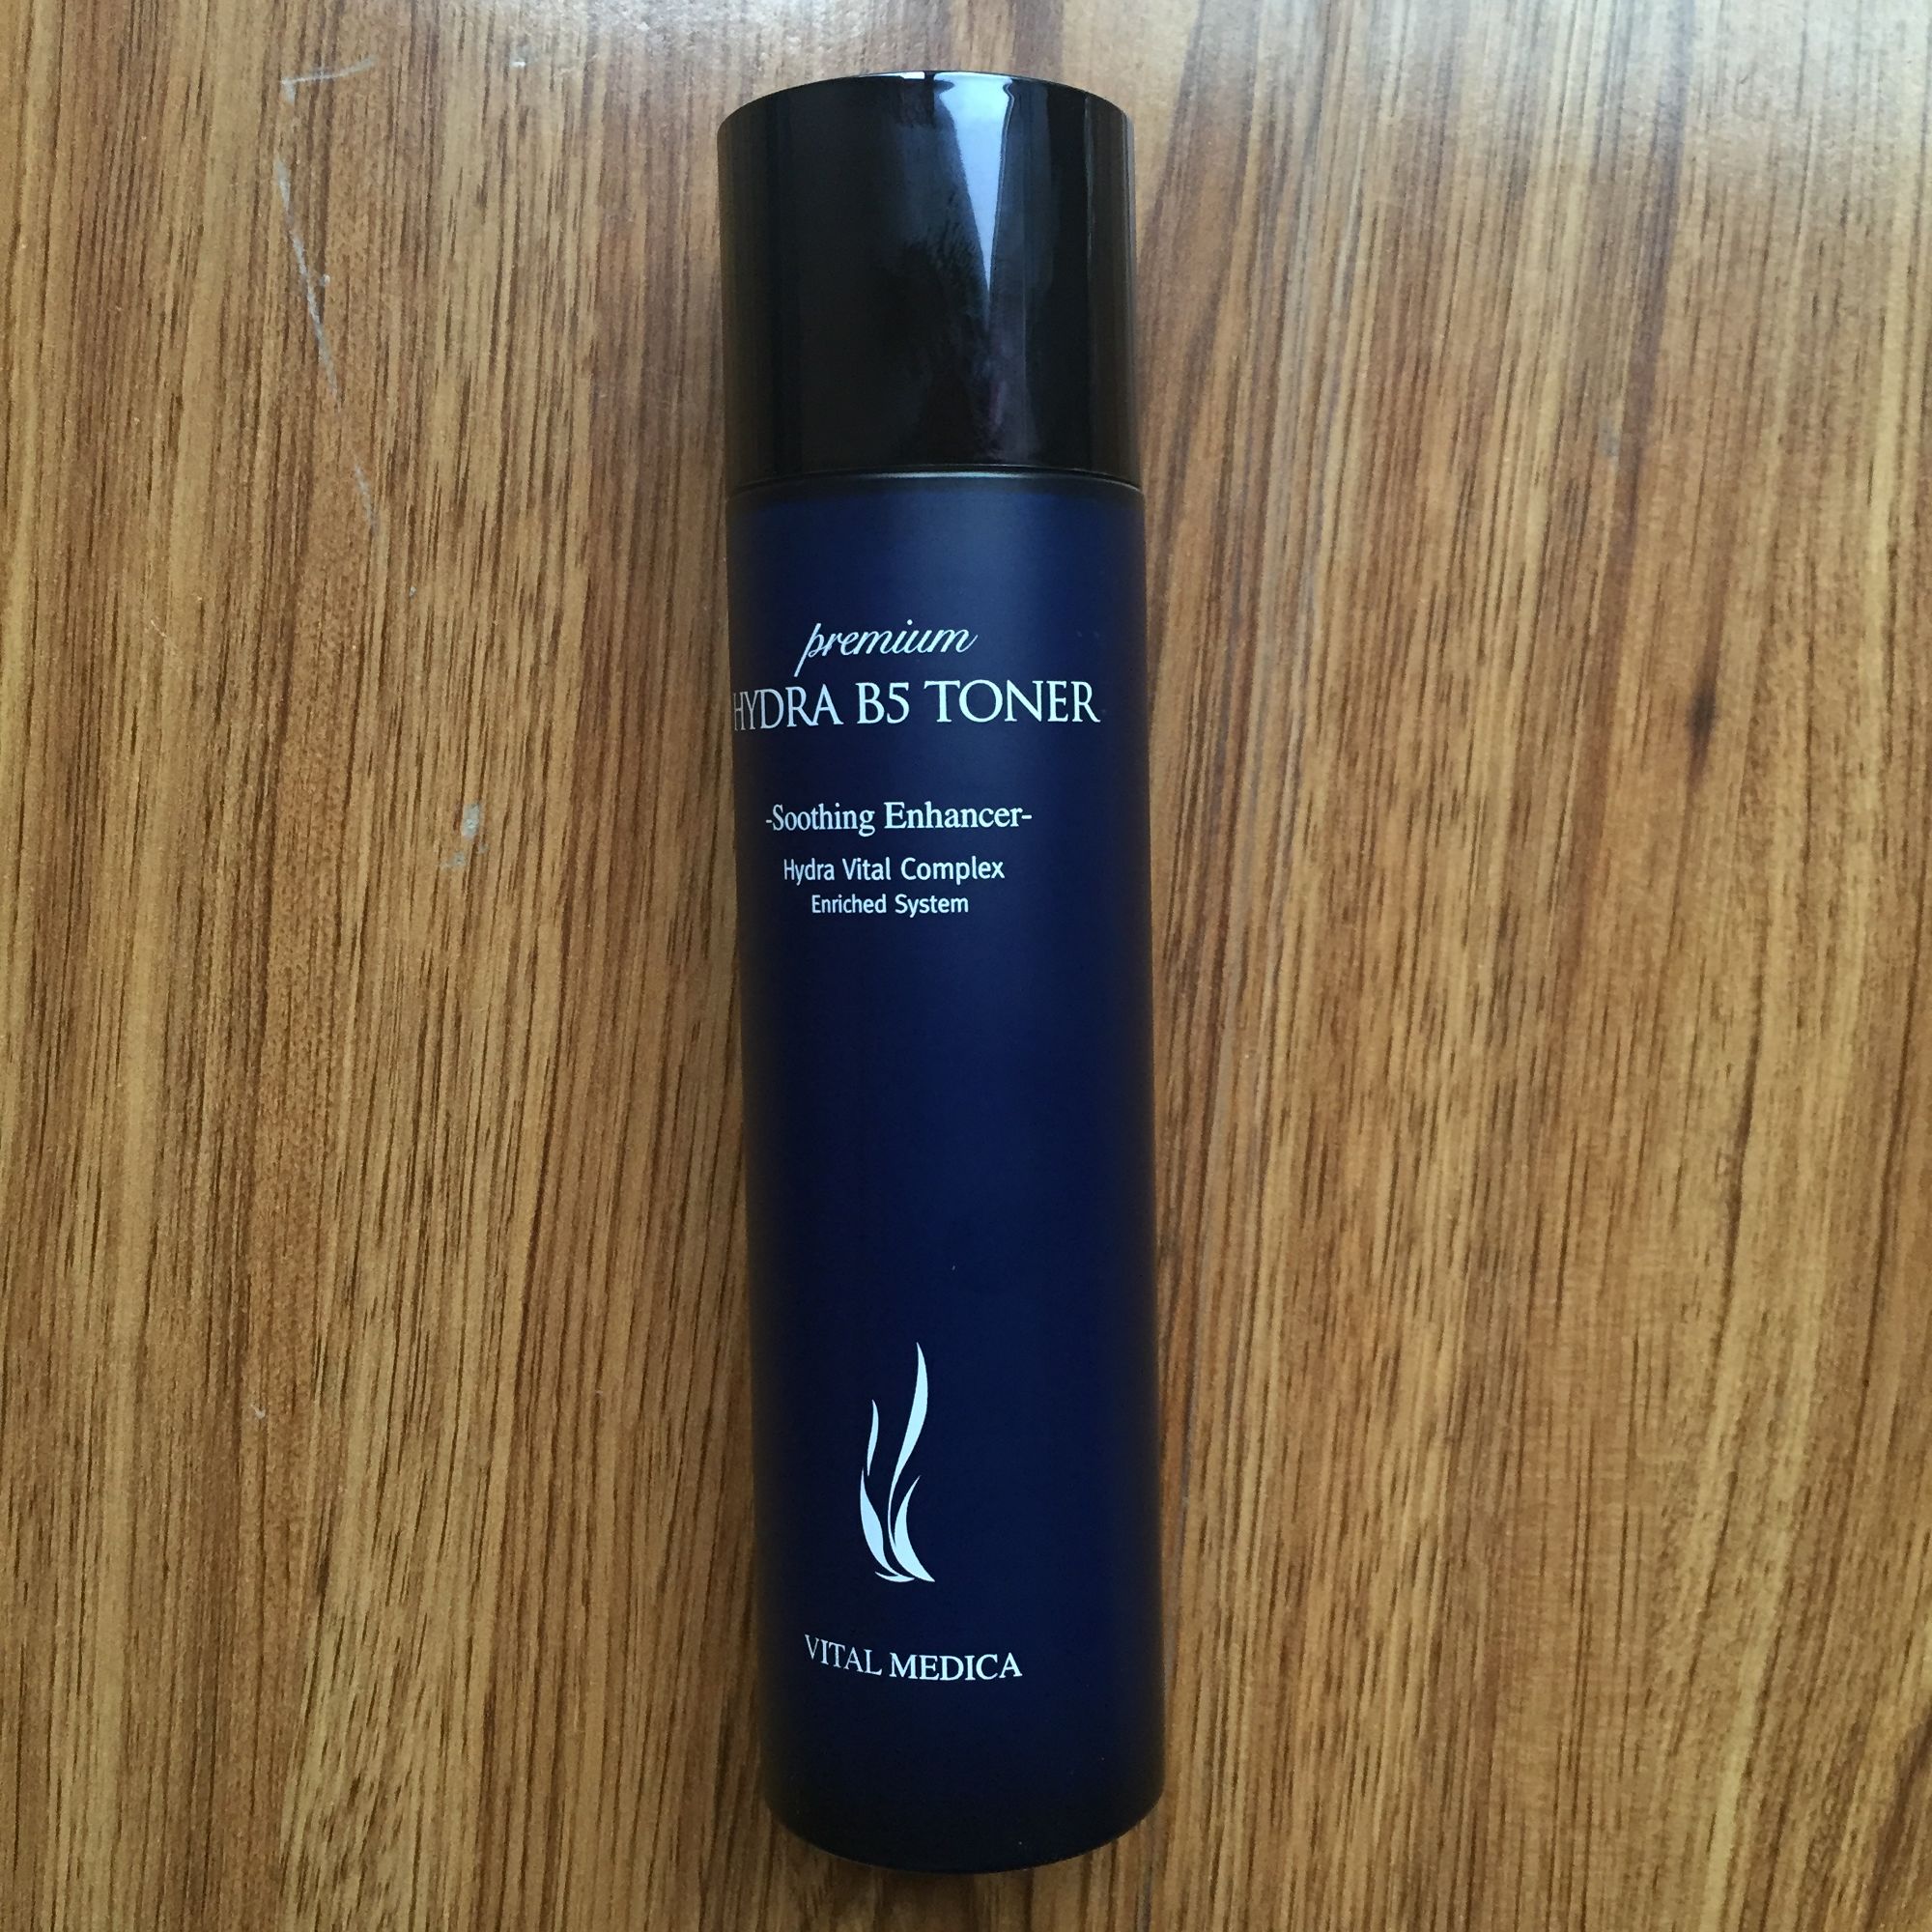 premium
HYDRA B5 TONER
-Soothing Enhancer-
Hydra Vital Complex
Enriched System
VITAL MEDICA